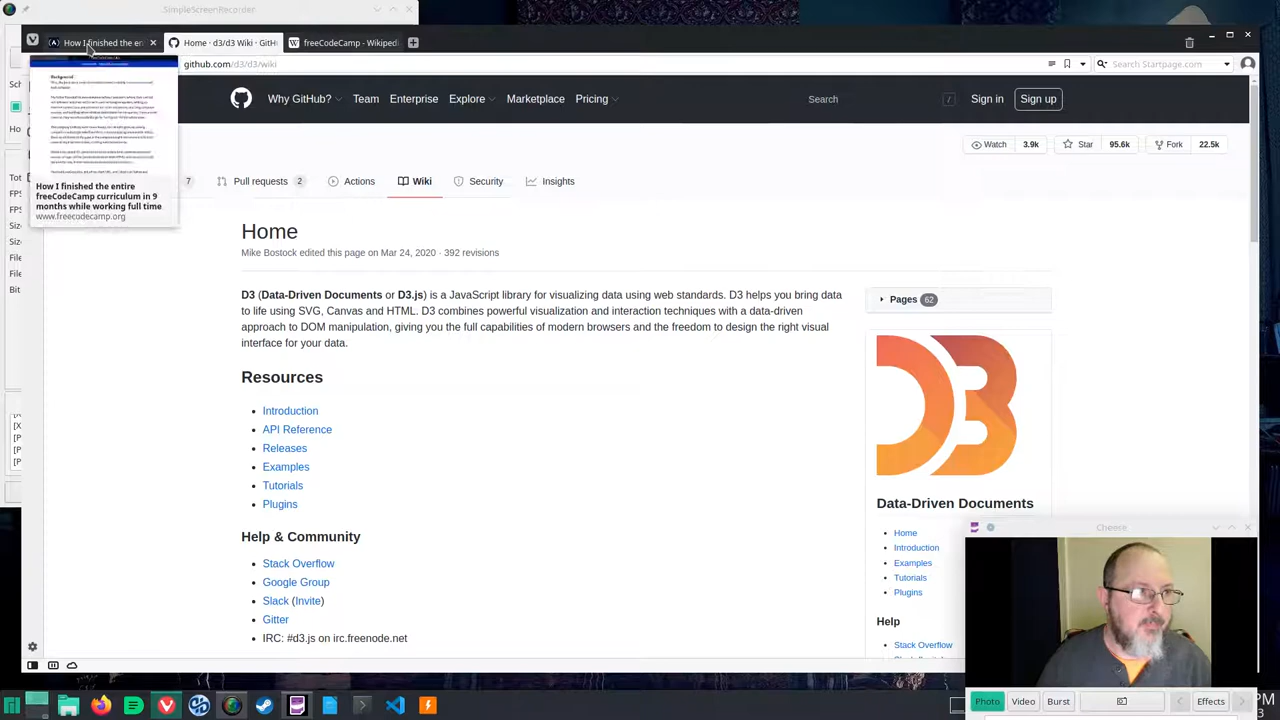 .SimpleScreenRecorder
How I finished the en
Home · d3/d3 Wiki · GitH
freeCodeCamp - Wikiped
github.com/d3/d3/wiki
Search Startpage.com
Why GitHub?
Team
Enterprise
Sign in
Sign up
Background
How I finished the entire
freeCodeCamp curriculum in 9
months while working full time
www.freecodecamp.org
Watch 3.9k
Star 95.6k
Fork 22.5k
7
Pull requests 2
Actions
Wiki
Security
Insights
Home
Mike Bostock edited this page on Mar 24, 2020 · 392 revisions
D3 (Data-Driven Documents or D3.js) is a JavaScript library for visualizing data using web standards. D3 helps you bring data
to life using SVG, Canvas and HTML. D3 combines powerful visualization and interaction techniques with a data-driven
approach to DOM manipulation, giving you the full capabilities of modern browsers and the freedom to design the right visual
interface for your data.
Resources
Introduction
API Reference
Releases
Examples
Tutorials
Plugins
Help & Community
Stack Overflow
Google Group
Slack (Invite)
Gitter
IRC: #d3.js on irc.freenode.net
Pages 62
Data-Driven Documents
Home
Introduction
Examples
Tutorials
Plugins
Help
Stack Overflow
Cheese
Photo
Video
Burst
Effects